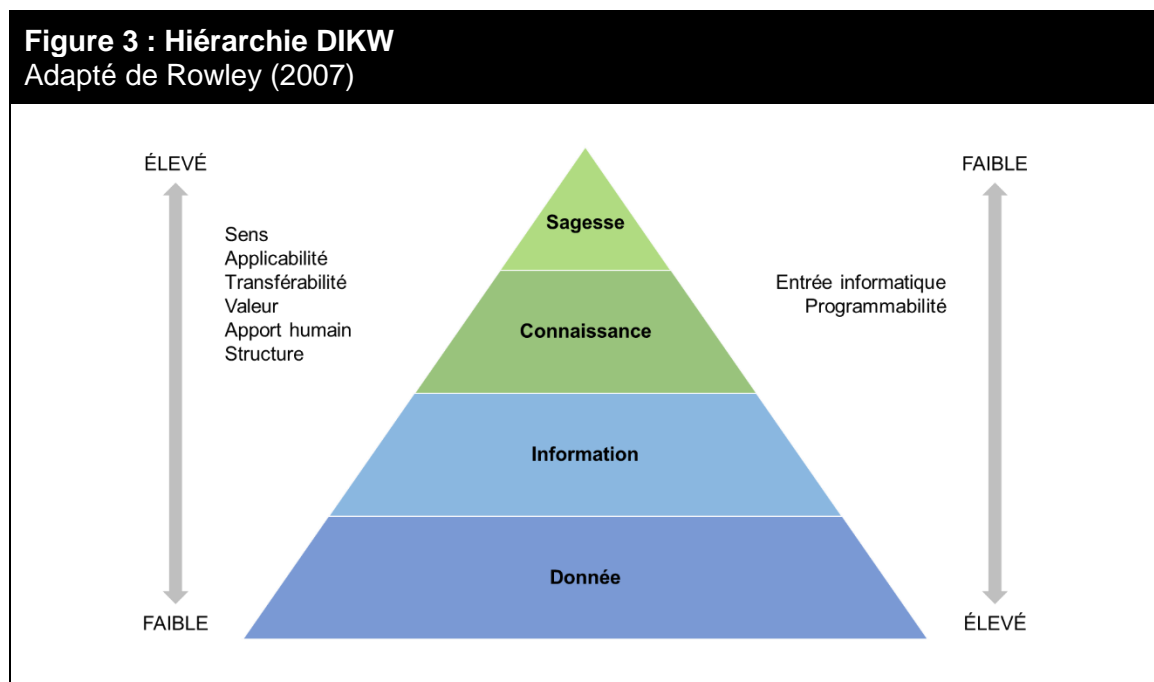 Figure 3 : Hiérarchie DIKW
Adapté de Rowley (2007)
ÉLEVÉ
FAIBLE
Sens
Applicabilité
Transférabilité
Valeur
Apport humain
Structure
Sagesse
Entrée informatique
Programmabilité
Connaissance
Information
Donnée
FAIBLE
ÉLEVÉ